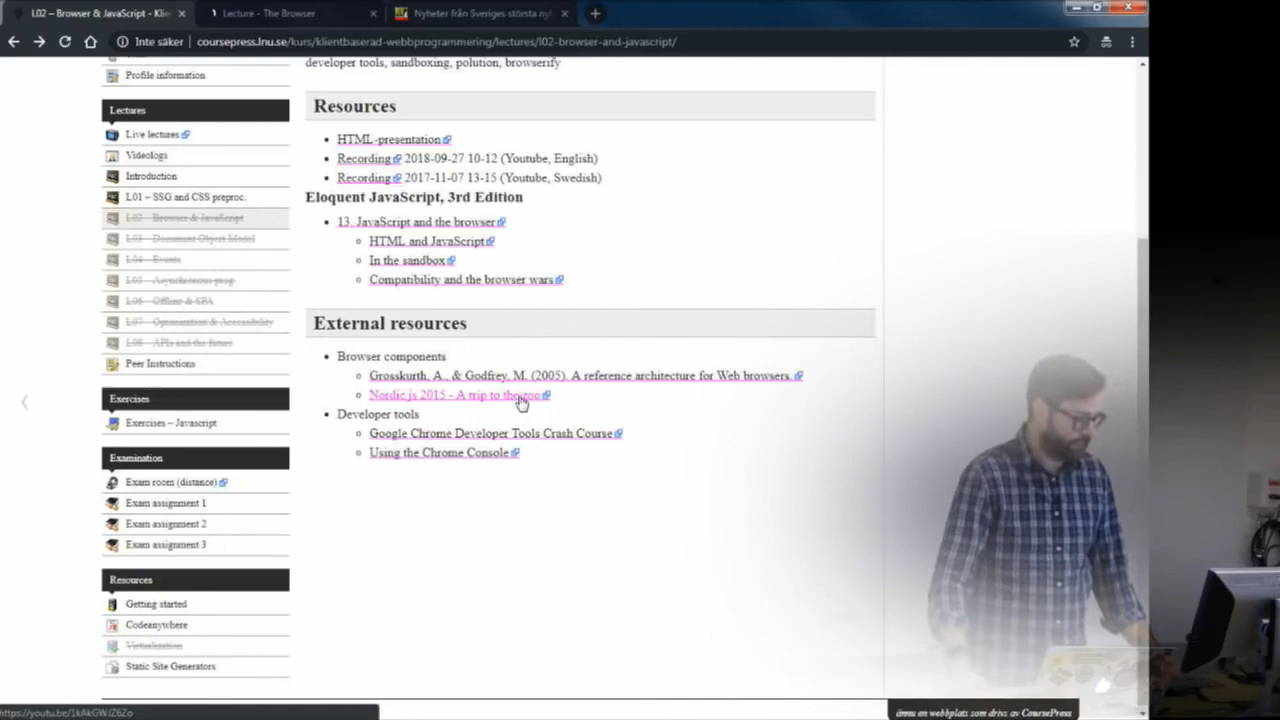 L02 – Browser & JavaScript - Klie
Lecture - The Browser
Nyheter från Sveriges största ny
Inte säker
coursepress.lnu.se/kurs/klientbaserad-webbprogrammering/lectures/l02-browser-and-javascript/
developer tools, sandboxing, polution, browserify
Profile information
Lectures
Live lectures
Videologs
Introduction
L01 – SSG and CSS preproc.
L02 – Browser & JavaScript
L03 – Document Object Model
L04 – Events
L05 – Asynchronous prog.
L06 – Offline & SPA
L07 – Optimization & Accessibility
L08 – APIs and the future
Peer Instructions
Exercises
Exercises – Javascript
Examination
Exam room (distance)
Exam assignment 1
Exam assignment 2
Exam assignment 3
Resources
Getting started
Codeanywhere
Virtualization
Static Site Generators
Resources
HTML-presentation
Recording 2018-09-27 10-12 (Youtube, English)
Recording 2017-11-07 13-15 (Youtube, Swedish)
Eloquent JavaScript, 3rd Edition
13. JavaScript and the browser
HTML and JavaScript
In the sandbox
Compatibility and the browser wars
External resources
Browser components
Grosskurth, A., & Godfrey, M. (2005). A reference architecture for Web browsers.
Nordic js 2015 - A trip to the zoo
Developer tools
Google Chrome Developer Tools Crash Course
Using the Chrome Console
ännu en webbplats som drivs av CoursePress